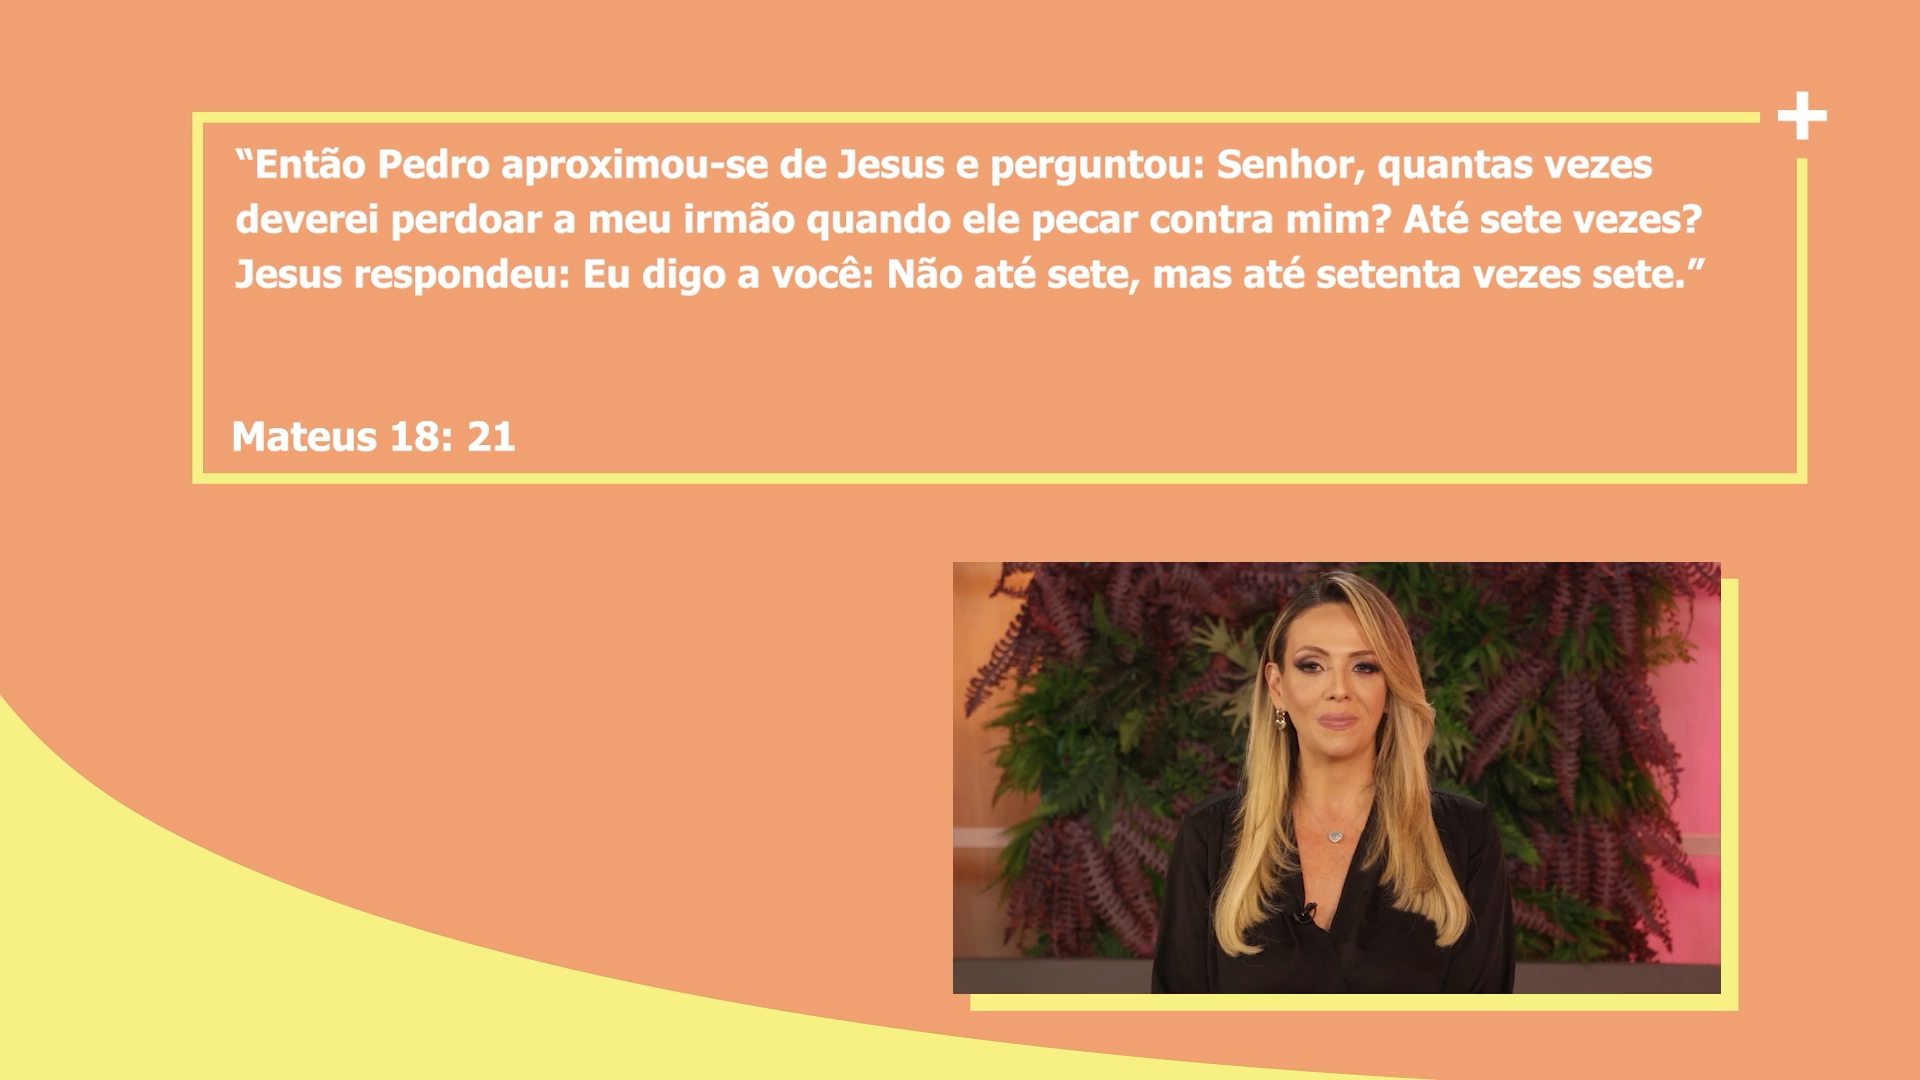 “Então Pedro aproximou-se de Jesus e perguntou: Senhor, quantas vezes
deverei perdoar a meu irmão quando ele pecar contra mim? Até sete vezes?
Jesus respondeu: Eu digo a você: Não até sete, mas até setenta vezes sete.”
Mateus 18: 21